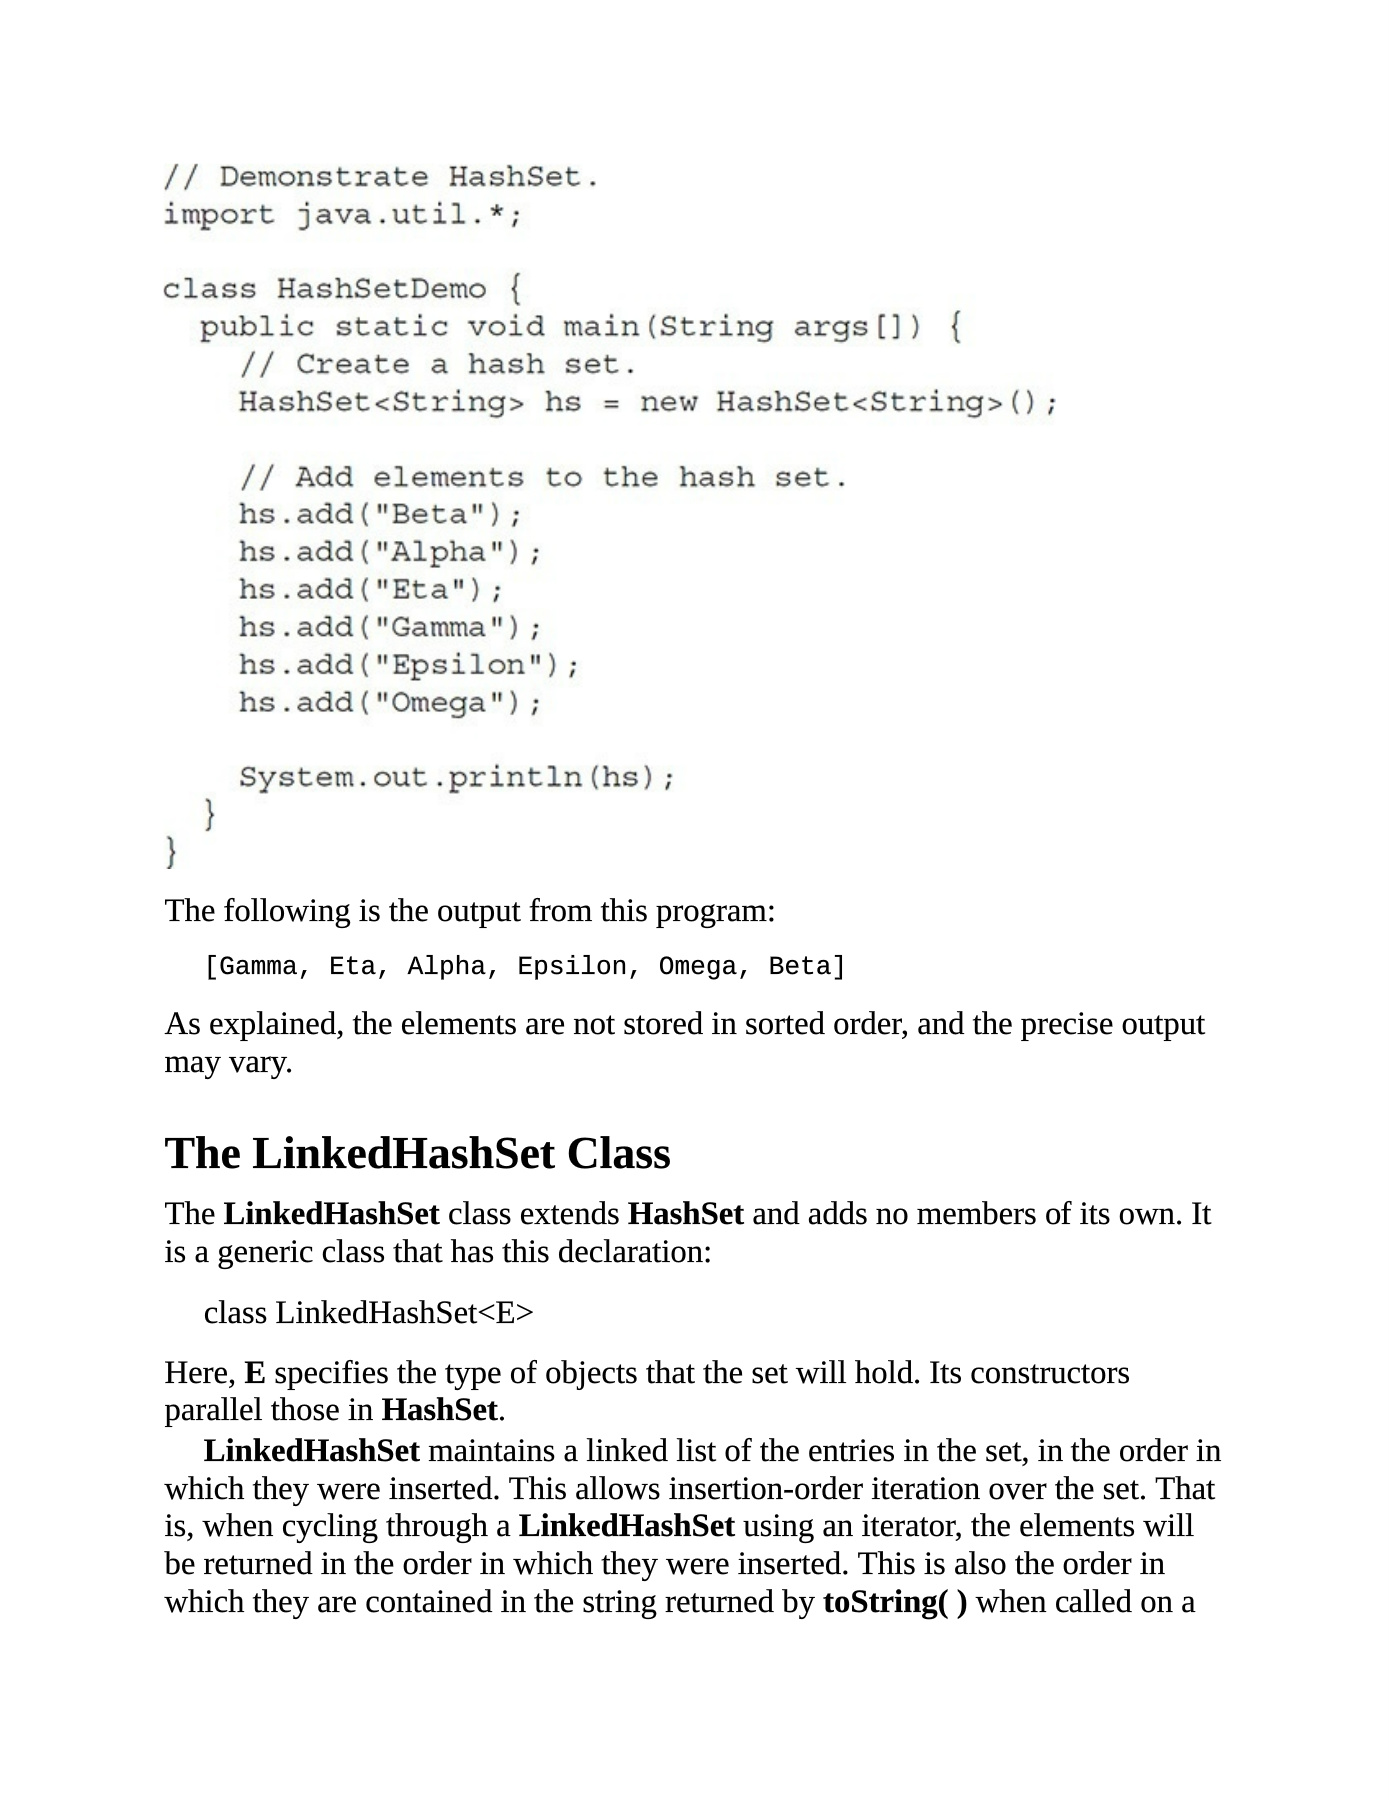 // Demonstrate HashSet.
import java.util.*;

class HashSetDemo {
  public static void main(String args[]) {
    // Create a hash set.
    HashSet<String> hs = new HashSet<String>();

    // Add elements to the hash set.
    hs.add("Beta");
    hs.add("Alpha");
    hs.add("Eta");
    hs.add("Gamma");
    hs.add("Epsilon");
    hs.add("Omega");

    System.out.println(hs);
  }
}
The following is the output from this program:
[Gamma, Eta, Alpha, Epsilon, Omega, Beta]
As explained, the elements are not stored in sorted order, and the precise output
may vary.
The LinkedHashSet Class
The LinkedHashSet class extends HashSet and adds no members of its own. It
is a generic class that has this declaration:
class LinkedHashSet<E>
Here, E specifies the type of objects that the set will hold. Its constructors
parallel those in HashSet.
LinkedHashSet maintains a linked list of the entries in the set, in the order in
which they were inserted. This allows insertion-order iteration over the set. That
is, when cycling through a LinkedHashSet using an iterator, the elements will
be returned in the order in which they were inserted. This is also the order in
which they are contained in the string returned by toString( ) when called on a